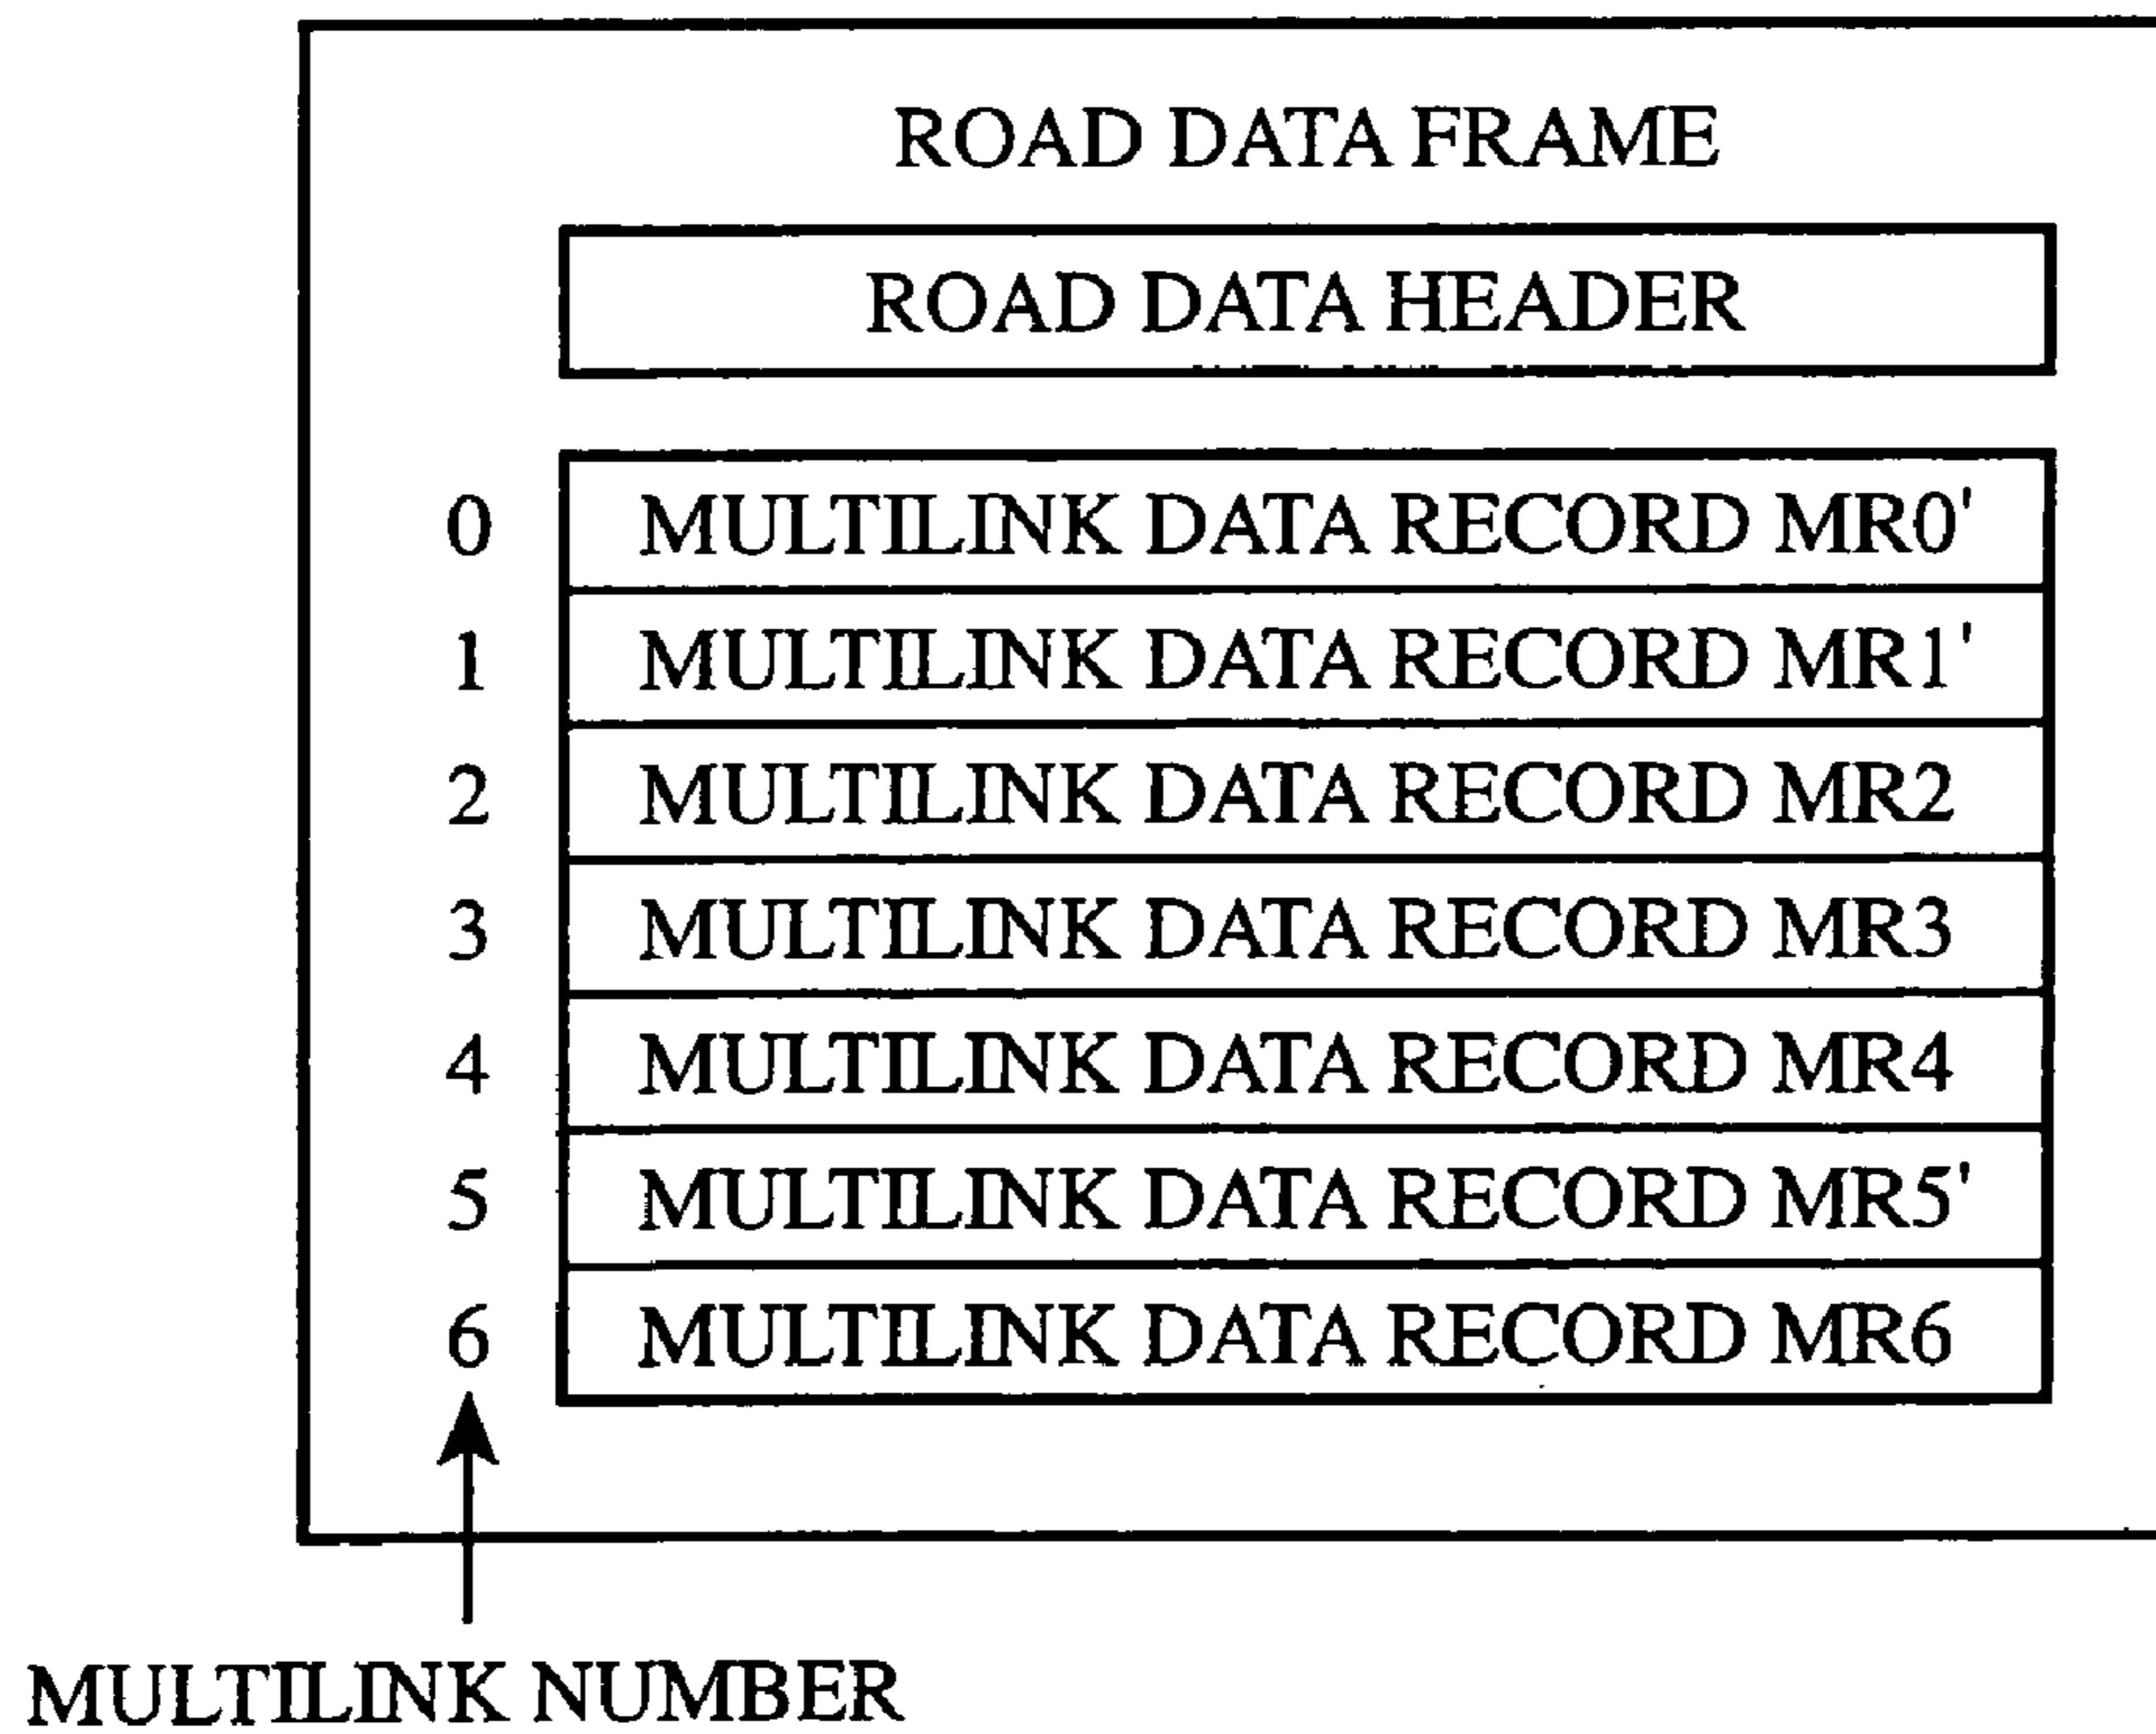 ROAD DATA FRAME
ROAD DATA HEADER
0 MULTILINK DATA RECORD MR0'
1 MULTILINK DATA RECORD MR1'
2 MULTILINK DATA RECORD MR2
3 MULTILINK DATA RECORD MR3
4 MULTILINK DATA RECORD MR4
5 MULTILINK DATA RECORD MR5'
6 MULTILINK DATA RECORD MR6
MULTILINK NUMBER